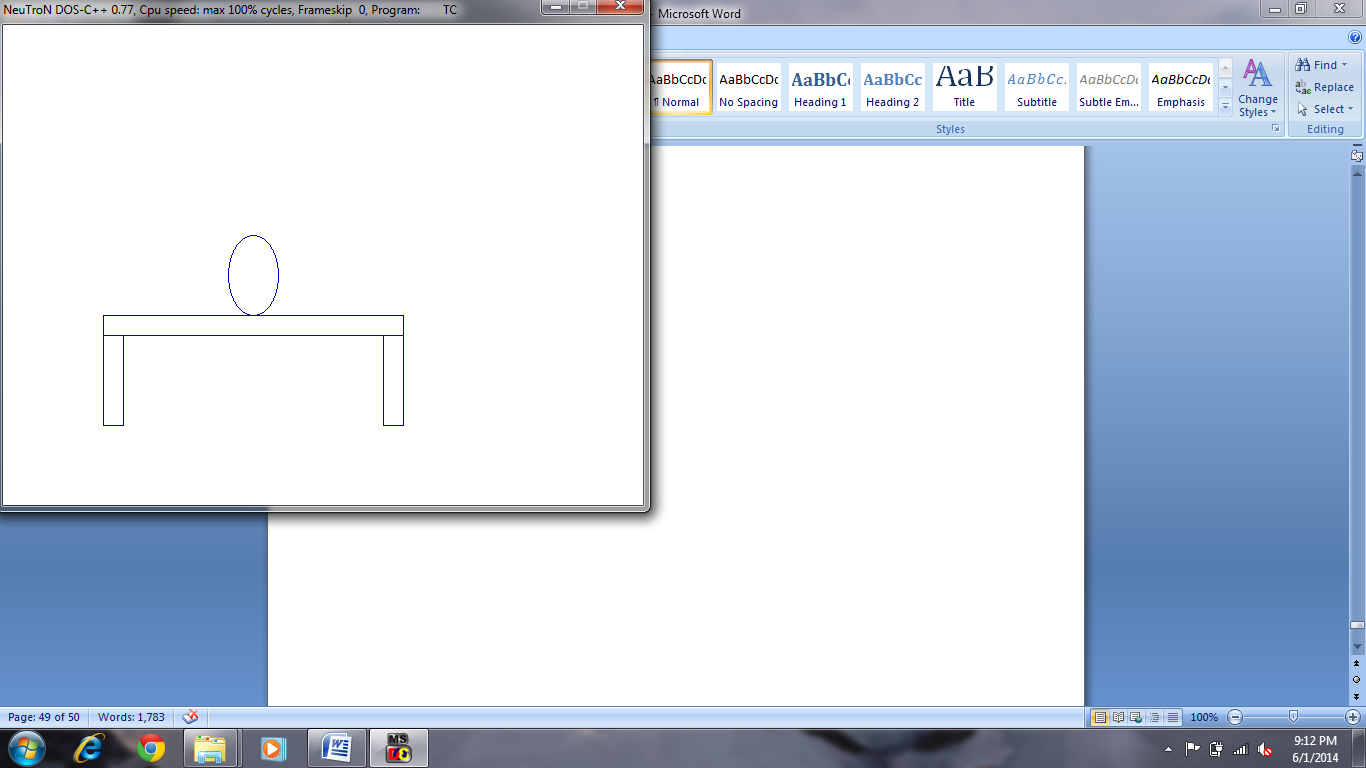 NeuTroN DOS-C++ 0.77, Cpu speed: max 100% cycles, Frameskip 0, Program: TC
- Microsoft Word
AaBbCcDc AaBbCcDc AaBbC AaBbCc AaB AaBbCc. AaBbCcDc AaBbCcDc
¶ Normal No Spacing Heading 1 Heading 2 Title Subtitle Subtle Em... Emphasis
Change
Styles
Find
Replace
Select
Styles
Editing
Page: 49 of 50 Words: 1,783 100%
MS
9:12 PM
6/1/2014